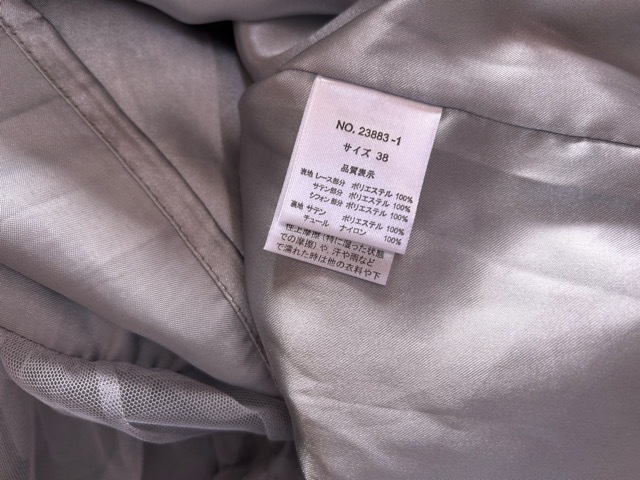 NO. 23883 -1
サイズ 38
品質表示
表地 レース部分 ポリエステル 100%
サテン部分 ポリエステル 100%
シフォン部分 ポリエステル 100%
裏地 サテン ポリエステル 100%
チュール ナイロン 100%
性上摩擦(特に湿った状態
での摩擦)や 汗や雨など
で濡れた時は他の衣料や下